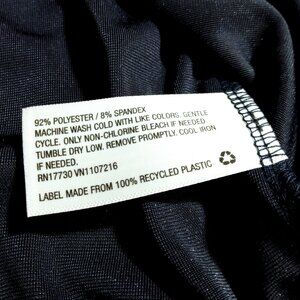 92% POLYESTER / 8% SPANDEX
MACHINE WASH COLD WITH LIKE COLORS. GENTLE
CYCLE. ONLY NON-CHLORINE BLEACH IF NEEDED
TUMBLE DRY LOW. REMOVE PROMPTLY. COOL IRON
IF NEEDED.
RN17730 VN1107216
LABEL MADE FROM 100% RECYCLED PLASTIC